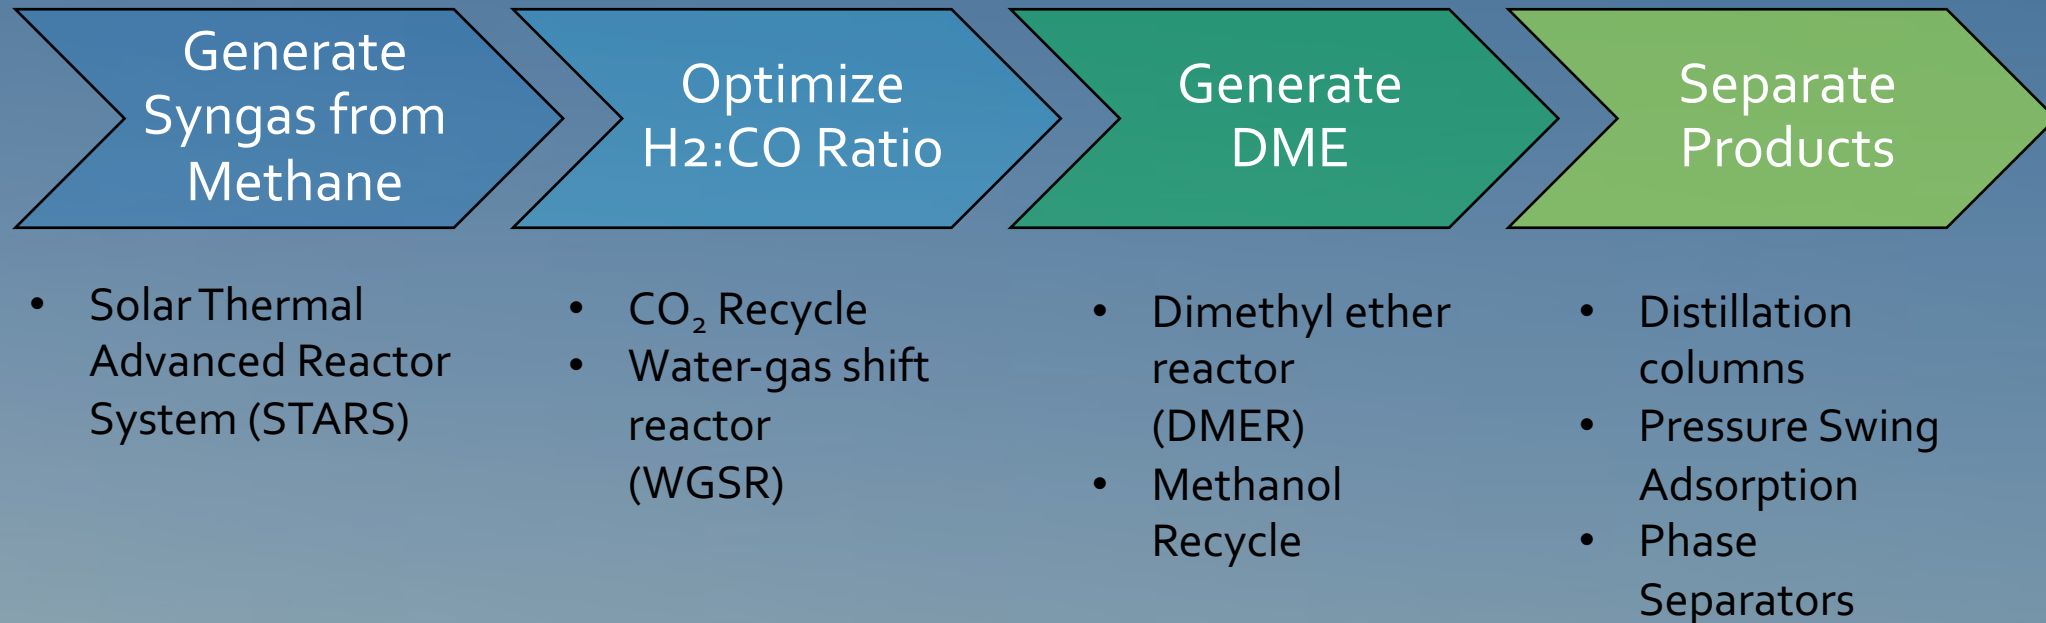 Generate
Syngas from
Methane
Optimize
H2:CO Ratio
Generate
DME
Separate
Products
• Solar Thermal
Advanced Reactor
System (STARS)
• CO₂ Recycle
• Water-gas shift
reactor
(WGSR)
• Dimethyl ether
reactor
(DMER)
• Methanol
Recycle
• Distillation
columns
• Pressure Swing
Adsorption
• Phase
Separators